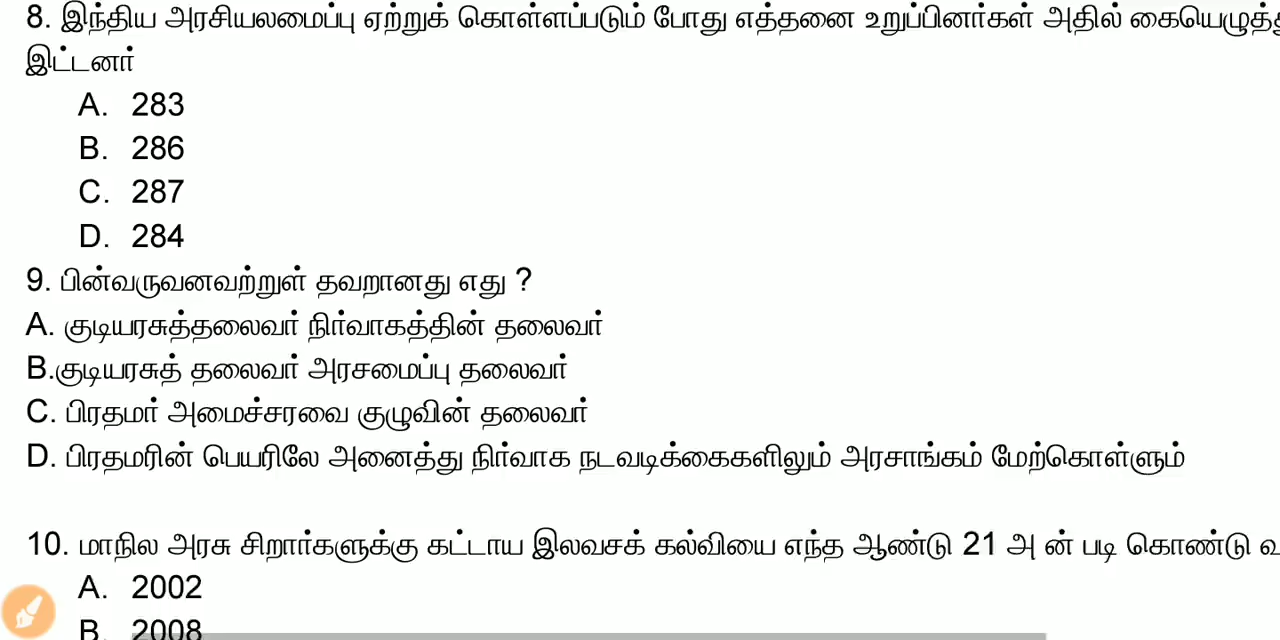 8. இந்திய அரசியலமைப்பு ஏற்றுக் கொள்ளப்படும் போது எத்தனை உறுப்பினர்கள் அதில் கையெழுத்து
இட்டனர்
A. 283
B. 286
C. 287
D. 284
9. பின்வருவனவற்றுள் தவறானது எது ?
A. குடியரசுத்தலைவர் நிர்வாகத்தின் தலைவர்
B.குடியரசுத் தலைவர் அரசமைப்பு தலைவர்
C. பிரதமர் அமைச்சரவை குழுவின் தலைவர்
D. பிரதமரின் பெயரிலே அனைத்து நிர்வாக நடவடிக்கைகளிலும் அரசாங்கம் மேற்கொள்ளும்
10. மாநில அரசு சிறார்களுக்கு கட்டாய இலவசக் கல்வியை எந்த ஆண்டு 21 அ ன் படி கொண்டு
A. 2002
B. 2008